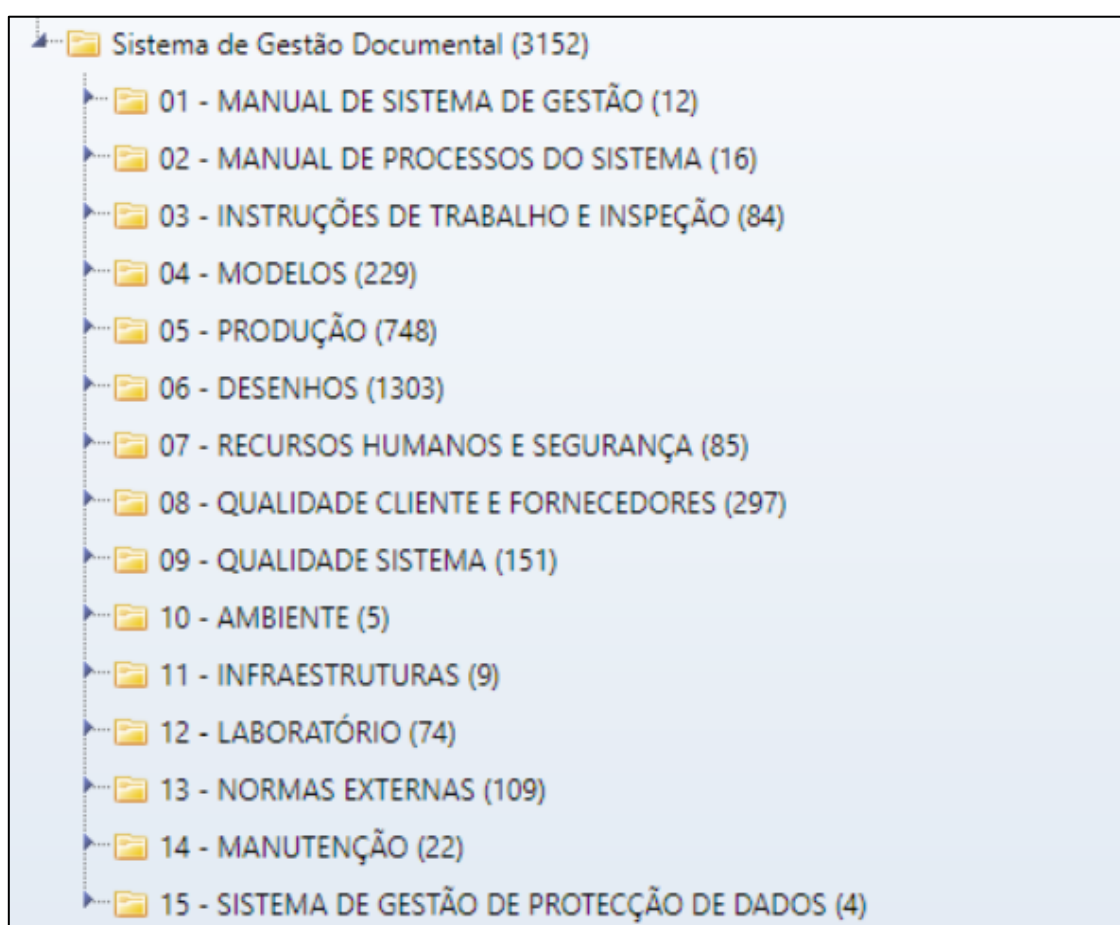 Sistema de Gestão Documental (3152)
01 - MANUAL DE SISTEMA DE GESTÃO (12)
02 - MANUAL DE PROCESSOS DO SISTEMA (16)
03 - INSTRUÇÕES DE TRABALHO E INSPEÇÃO (84)
04 - MODELOS (229)
05 - PRODUÇÃO (748)
06 - DESENHOS (1303)
07 - RECURSOS HUMANOS E SEGURANÇA (85)
08 - QUALIDADE CLIENTE E FORNECEDORES (297)
09 - QUALIDADE SISTEMA (151)
10 - AMBIENTE (5)
11 - INFRAESTRUTURAS (9)
12 - LABORATÓRIO (74)
13 - NORMAS EXTERNAS (109)
14 - MANUTENÇÃO (22)
15 - SISTEMA DE GESTÃO DE PROTECÇÃO DE DADOS (4)